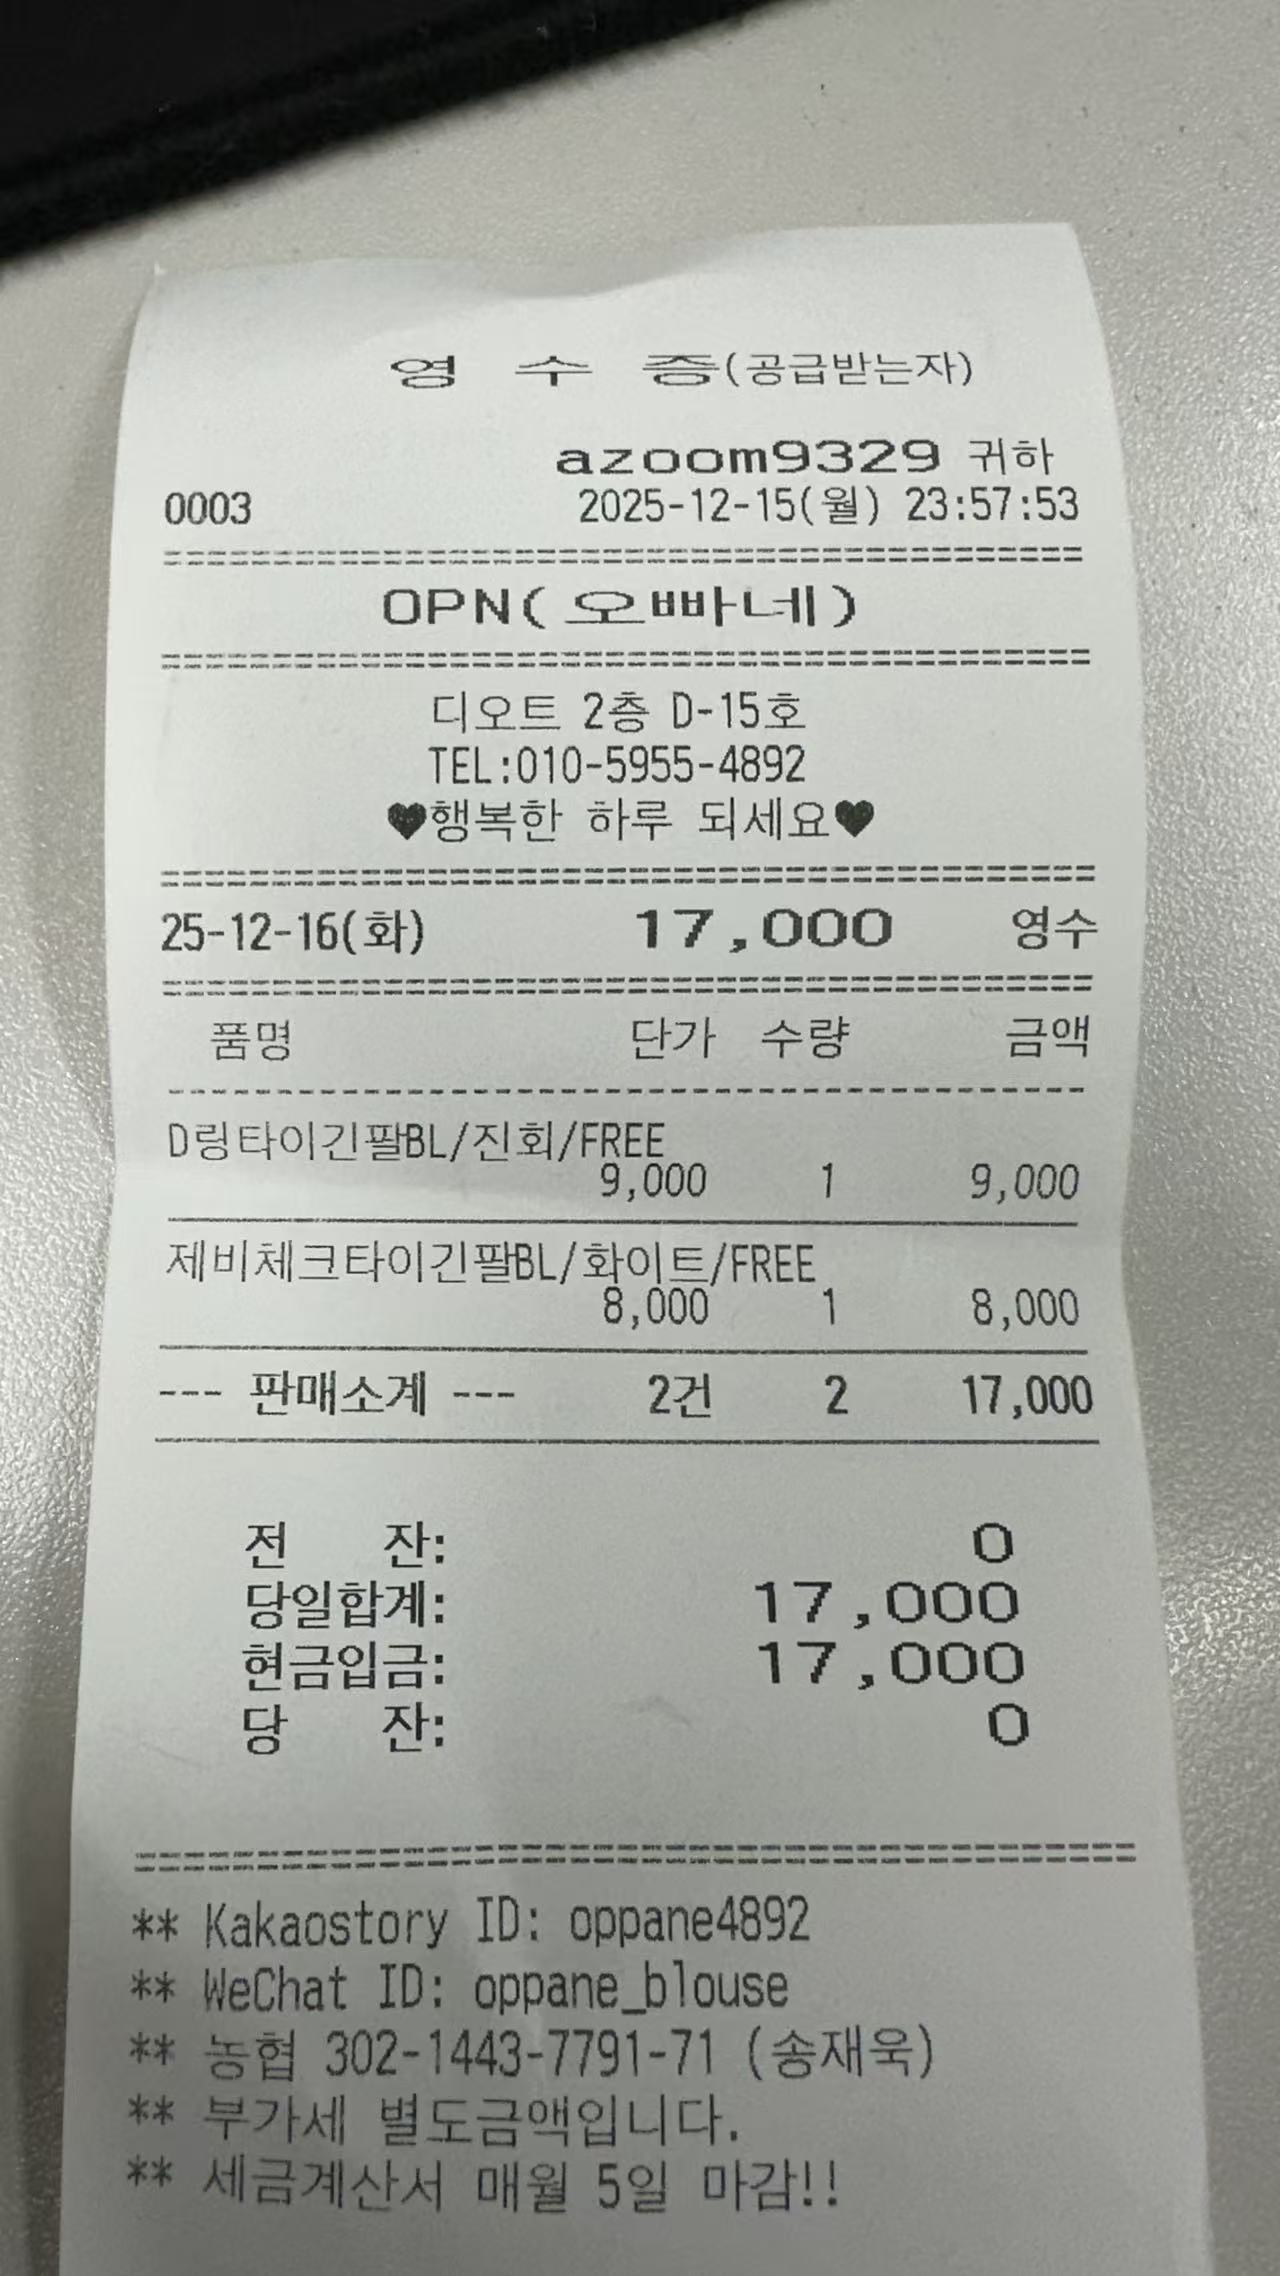 영 수 증(공급받는자)
azoom9329 귀하
0003 2025-12-15(월) 23:57:53
OPN(오빠네)
디오트 2층 D-15호
TEL:010-5955-4892
♥행복한 하루 되세요♥
25-12-16(화) 17,000 영수
품명 단가 수량 금액
D링타이긴팔BL/진회/FREE
9,000 1 9,000
제비체크타이긴팔BL/화이트/FREE
8,000 1 8,000
--- 판매소계 --- 2건 2 17,000
전 잔: 0
당일합계: 17,000
현금입금: 17,000
당 잔: 0
** Kakaostory ID: oppane4892
** WeChat ID: oppane_blouse
** 농협 302-1443-7791-71 (송재욱)
** 부가세 별도금액입니다.
** 세금계산서 매월 5일 마감!!